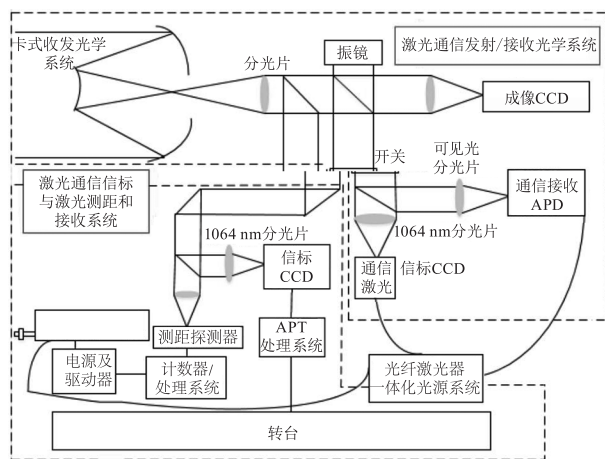 卡式收发光学
系统
分光片
振镜
激光通信发射/接收光学系统
成像CCD
开关
可见光
分光片
通信接收
APD
激光通信信标
与激光测距和
接收系统
1064 nm分光片
信标
CCD
1064 nm分光片
通信
激光
信标CCD
测距探测器
APT
处理系统
电源及
驱动器
计数器/
处理系统
光纤激光器
一体化光源系统
转台